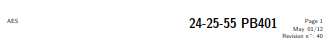 AES
24-25-55 PB401
Page 1
May 01/12
Revision n° : 40